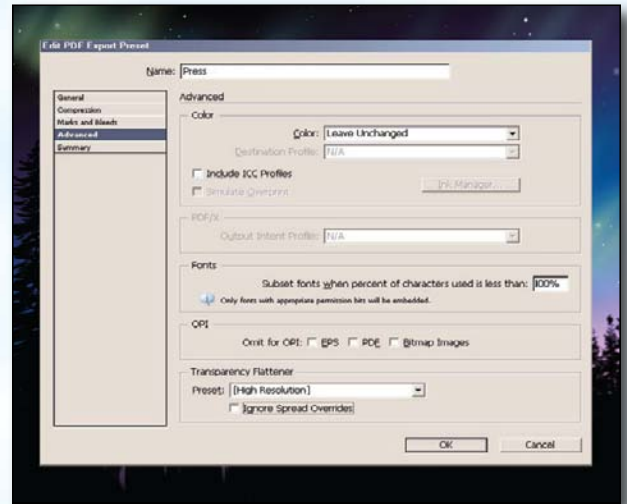 Edit PDF Export Preset
Name: Press
General
Compression
Marks and Bleeds
Advanced
Summary
Advanced
Color
Color: Leave Unchanged
Destination Profile: N/A
Include ICC Profiles
Simulate Overprint
Ink Manager...
PDF/X
Output Intent Profile: N/A
Fonts
Subset fonts when percent of characters used is less than: 100%
Only fonts with appropriate permission bits will be embedded.
OPI
Omit for OPI: EPS PDF Bitmap Images
Transparency Flattener
Preset: [High Resolution]
Ignore Spread Overrides
OK Cancel